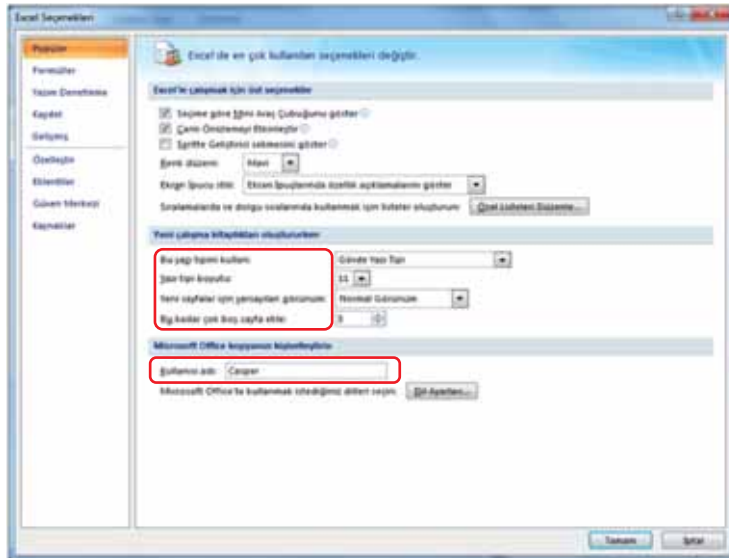 Excel Seçenekleri
Popüler
Formüller
Yazım Denetleme
Kaydet
Gelişmiş
Özelleştir
Eklentiler
Güven Merkezi
Kaynaklar
Excel'de en çok kullanılan seçenekleri değiştir.
Excel'le çalışmak için üst seçenekler
Seçime göre Mini Araç Çubuğunu göster
Canlı Önizlemeyi Etkinleştir
Şeritte Geliştirici sekmesini göster
Renk düzeni: Mavi
Ekran İpucu stili: Ekran İpuçlarında özellik açıklamalarını göster
Sıralamalarda ve dolgu sıralarında kullanmak için listeler oluşturun: Özel Listeleri Düzenle...
Yeni çalışma kitaplıkları oluştururken
Bu yazı tipini kullan: Gövde Yazı Tipi
Yazı tipi boyutu: 11
Yeni sayfalar için varsayılan görünüm: Normal Görünüm
Bu kadar çok boş sayfa ekle: 3
Microsoft Office kopyanızı kişiselleştirin
Kullanıcı adı: Casper
Microsoft Office'te kullanmak istediğiniz dilleri seçin: Dil Ayarları...
Tamam
İptal